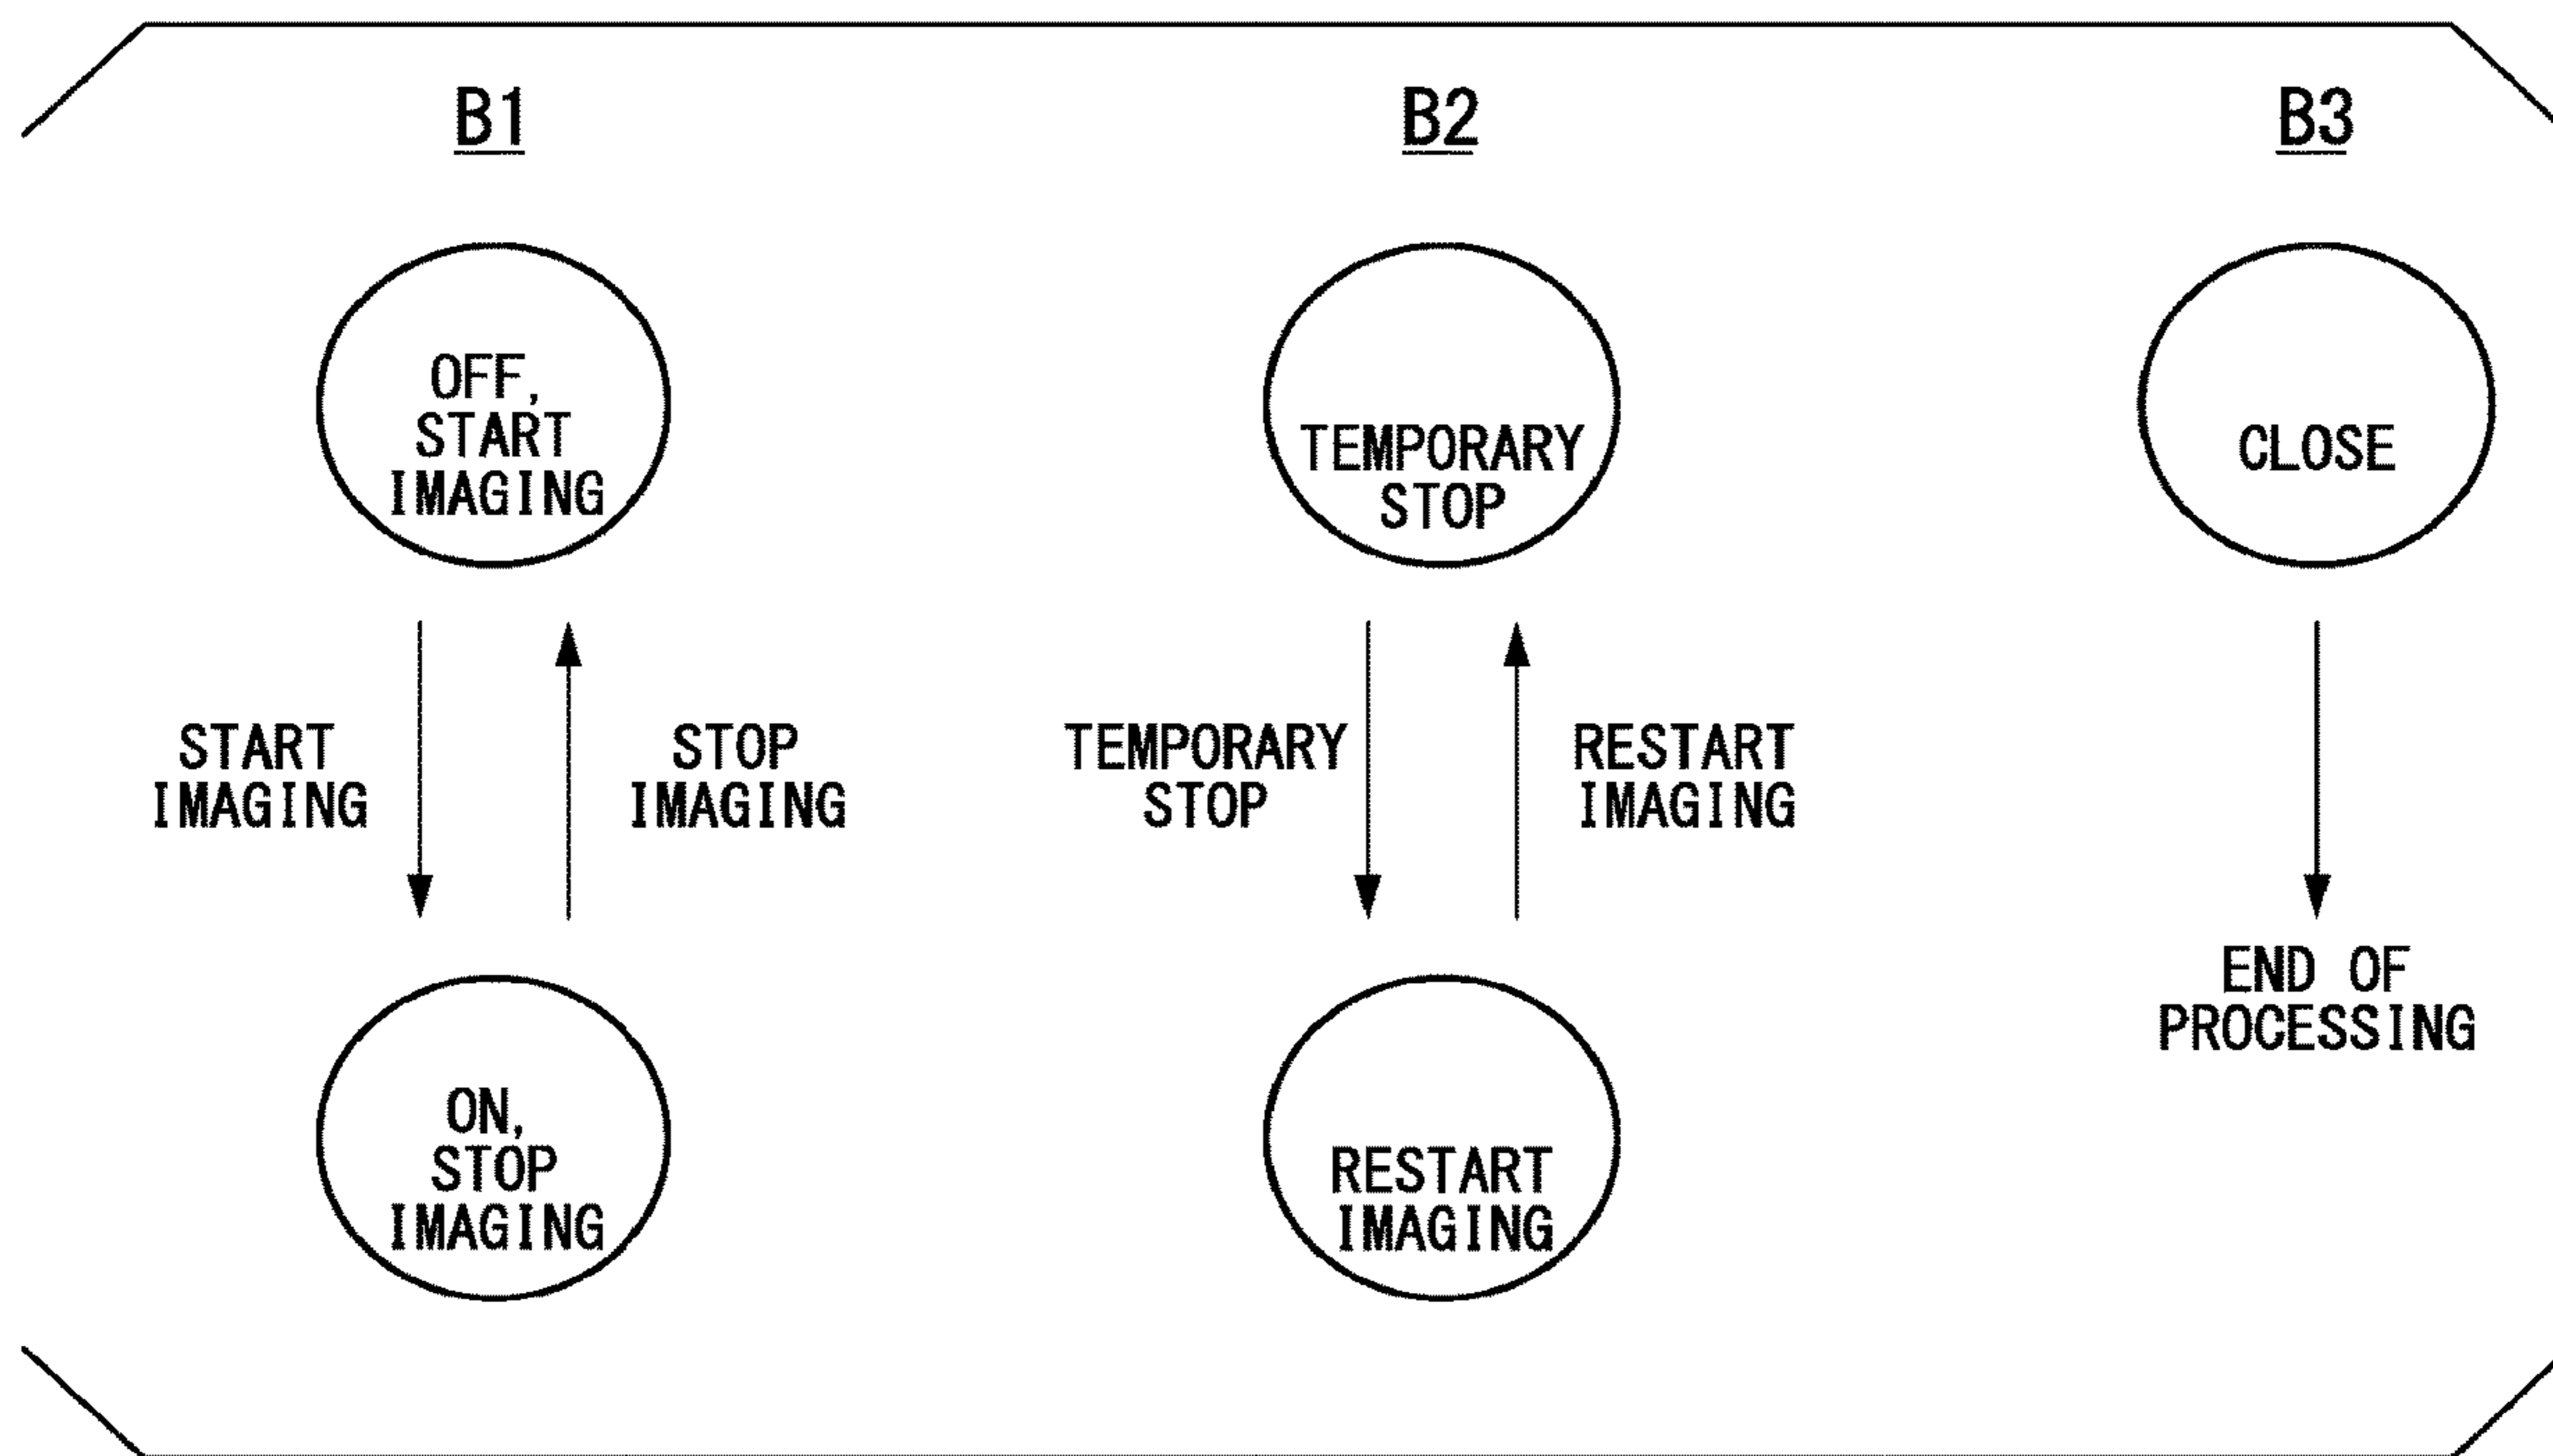 B1
OFF,
START
IMAGING
START
IMAGING
STOP
IMAGING
ON,
STOP
IMAGING
B2
TEMPORARY
STOP
TEMPORARY
STOP
RESTART
IMAGING
RESTART
IMAGING
B3
CLOSE
END OF
PROCESSING